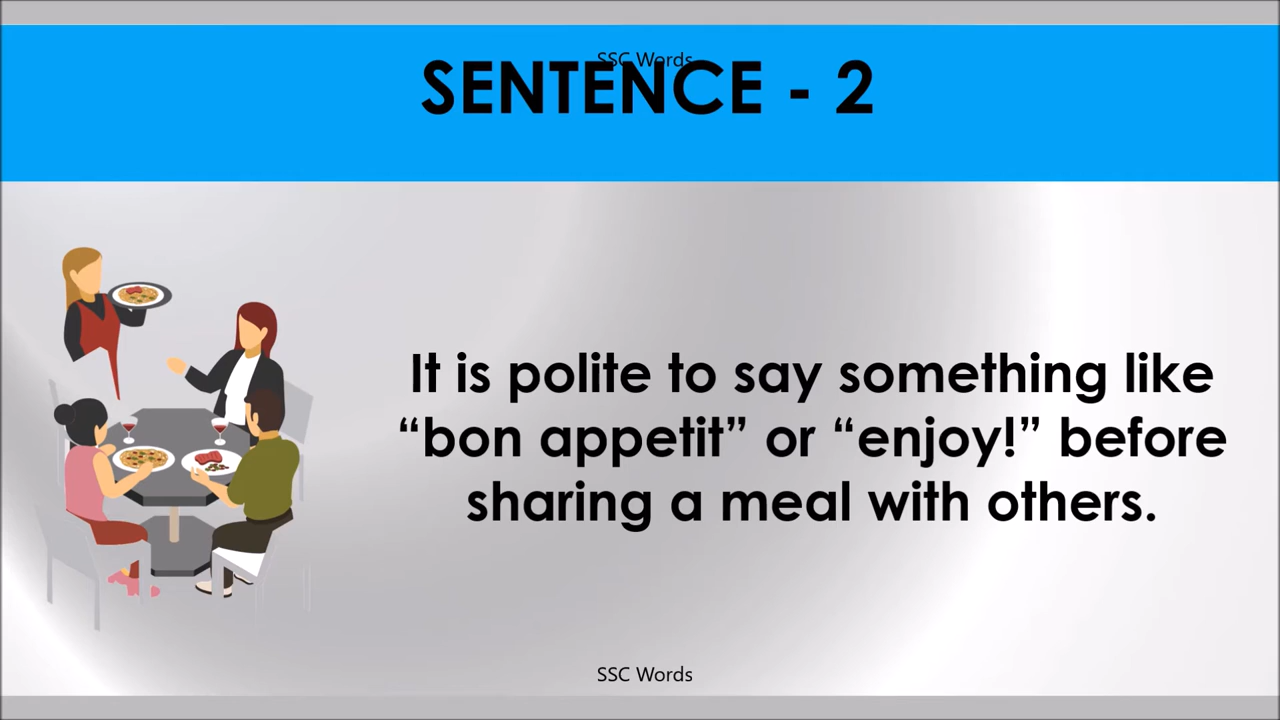 SSC Words
SENTENCE - 2
It is polite to say something like
“bon appetit” or “enjoy!” before
sharing a meal with others.
SSC Words